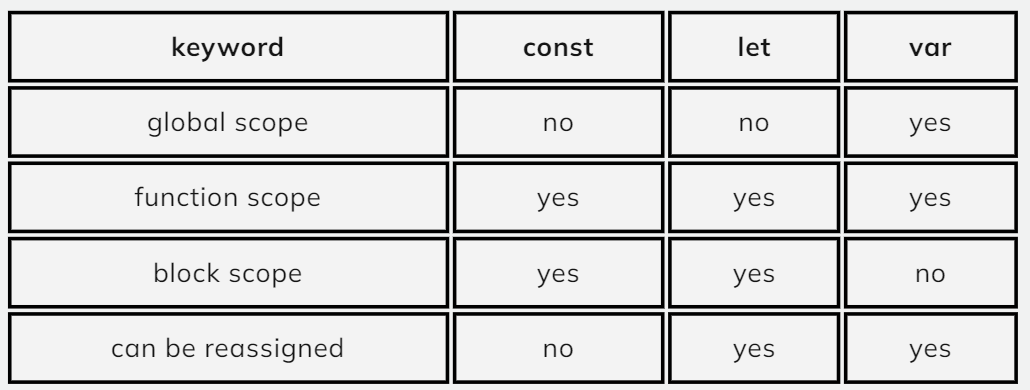 keyword const let var
global scope no no yes
function scope yes yes yes
block scope yes yes no
can be reassigned no yes yes